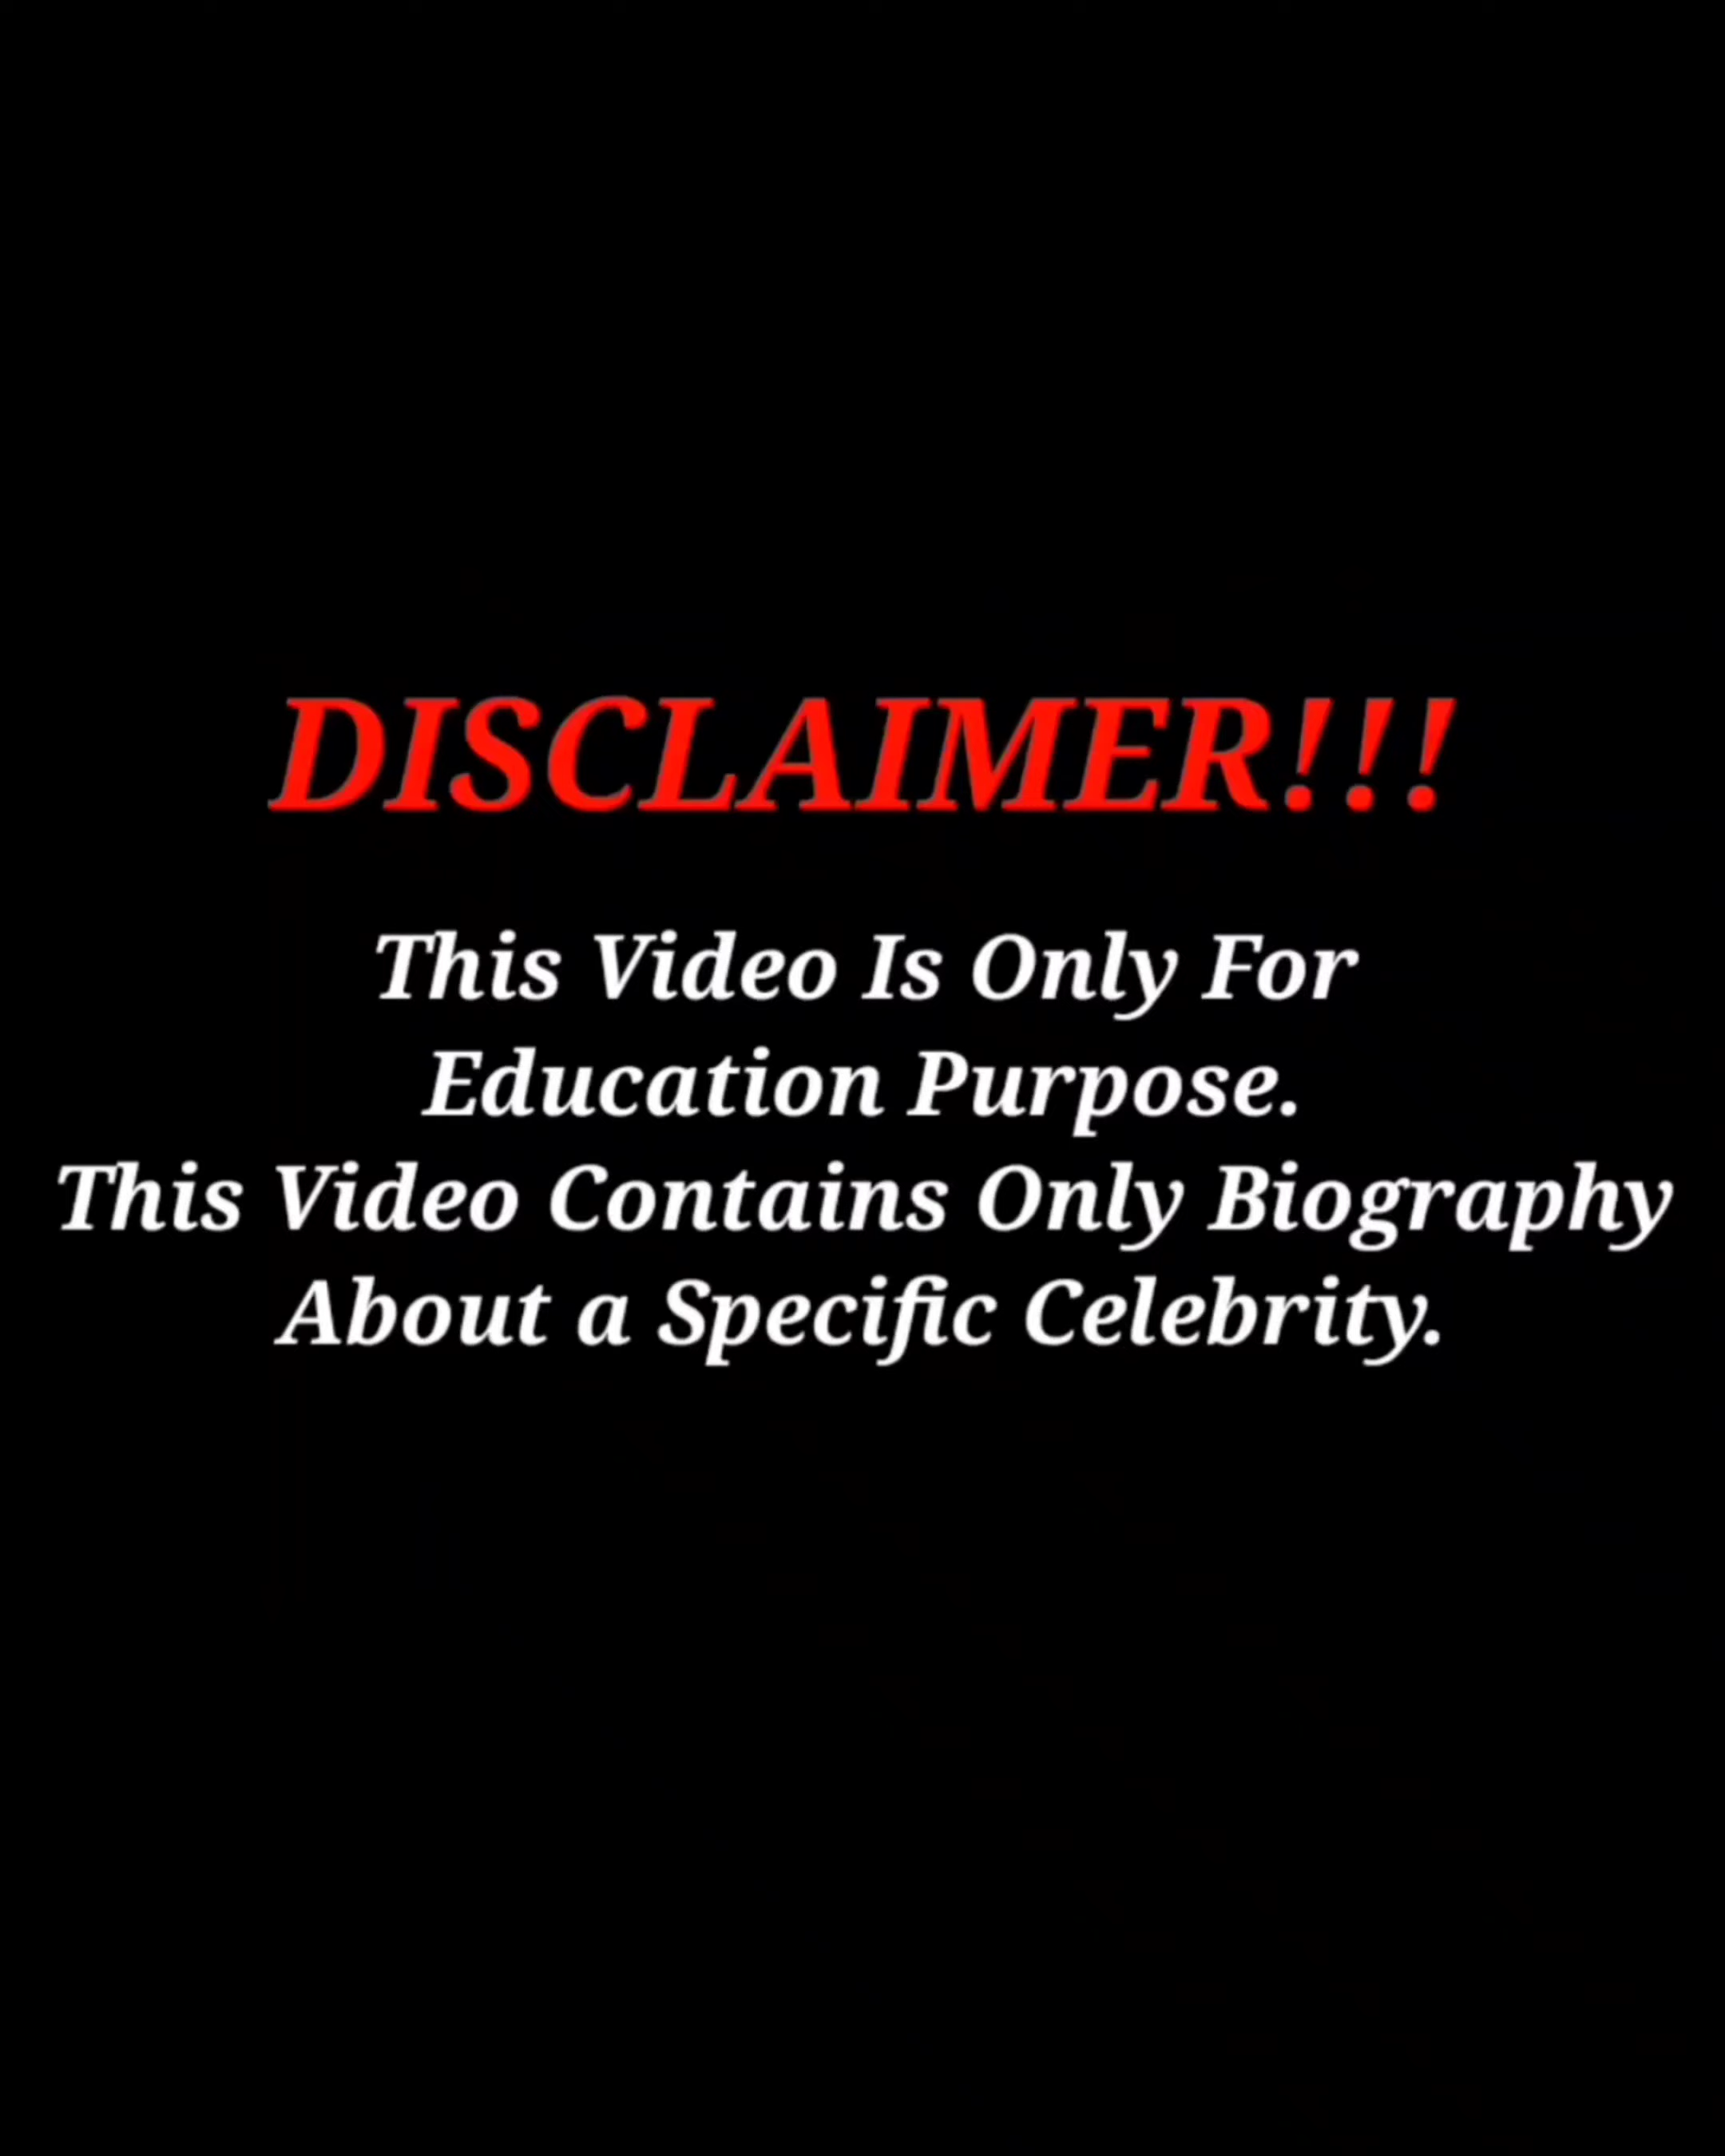 DISCLAIMER!!!
This Video Is Only For
Education Purpose.
This Video Contains Only Biography
About a Specific Celebrity.